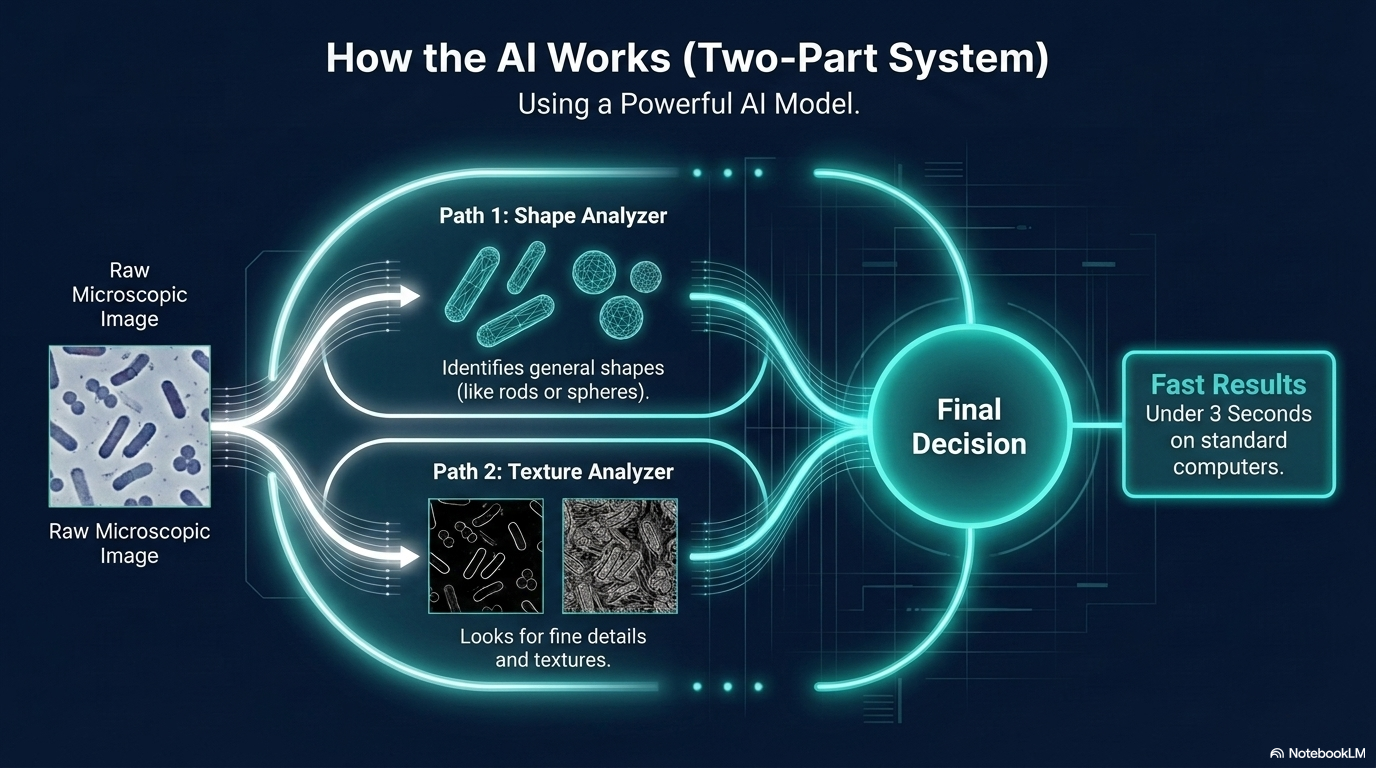 How the AI Works (Two-Part System)
Using a Powerful AI Model.
Raw
Microscopic
Image
Raw Microscopic
Image
Path 1: Shape Analyzer
Identifies general shapes
(like rods or spheres).
Path 2: Texture Analyzer
Looks for fine details
and textures.
Final
Decision
Fast Results
Under 3 Seconds
on standard
computers.
NotebookLM